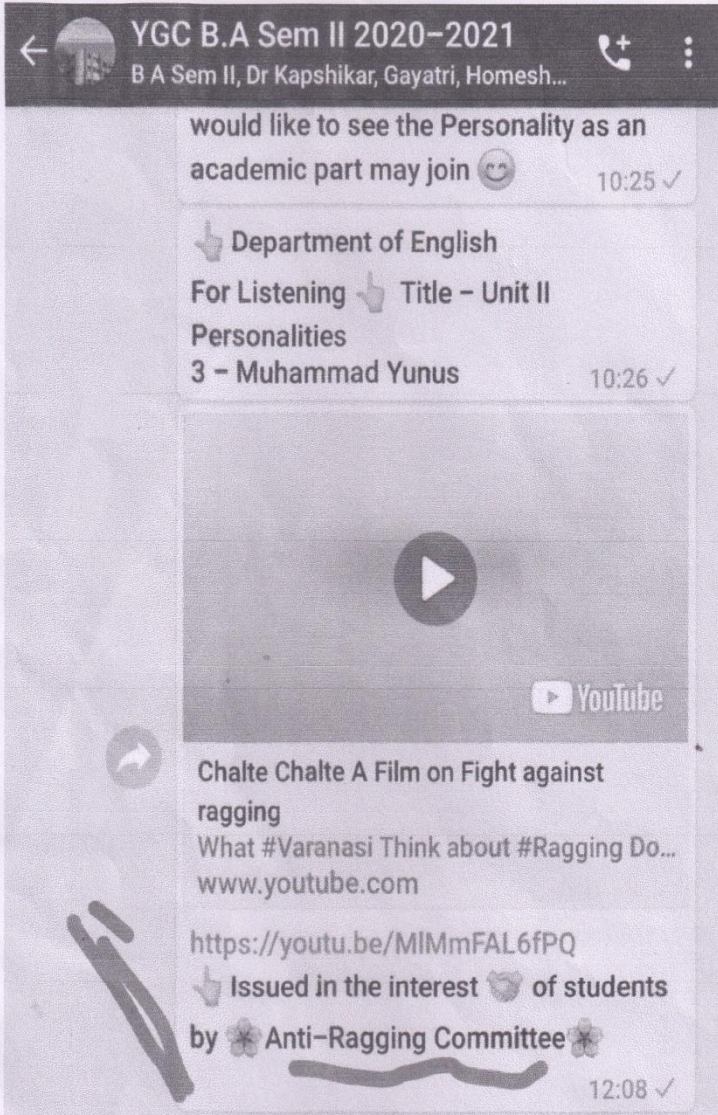 YGC B.A Sem II 2020-2021
B A Sem II, Dr Kapshikar, Gayatri, Homesh...
would like to see the Personality as an
academic part may join 😊
10:25 ✓
👆 Department of English
For Listening 👆 Title - Unit II
Personalities
3 - Muhammad Yunus
10:26 ✓
YouTube
Chalte Chalte A Film on Fight against
ragging
What #Varanasi Think about #Ragging Do...
www.youtube.com
https://youtu.be/MlMmFAL6fPQ
👆 Issued in the interest 🤝 of students
by 🌸 Anti-Ragging Committee 🌸
12:08 ✓